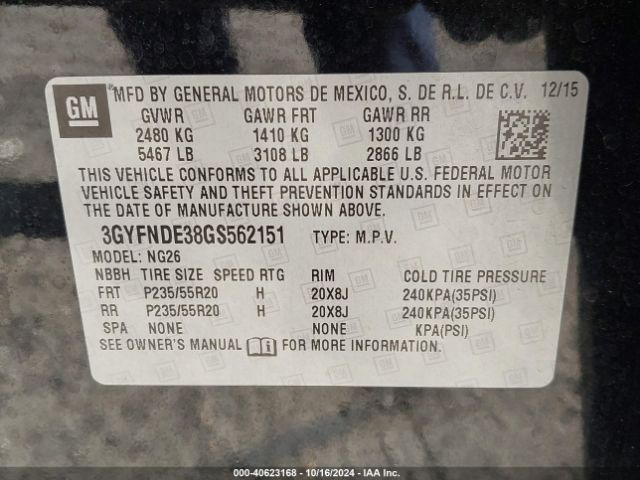 GM
MFD BY GENERAL MOTORS DE MEXICO, S. DE R.L. DE C.V. 12/15
GVWR GAWR FRT GAWR RR
2480 KG 1410 KG 1300 KG
5467 LB 3108 LB 2866 LB
THIS VEHICLE CONFORMS TO ALL APPLICABLE U.S. FEDERAL MOTOR
VEHICLE SAFETY AND THEFT PREVENTION STANDARDS IN EFFECT ON
THE DATE OF MANUFACTURE SHOWN ABOVE.
3GYFNDE38GS562151 TYPE: M.P.V.
MODEL: NG26
NBBH TIRE SIZE SPEED RTG RIM COLD TIRE PRESSURE
FRT P235/55R20 H 20X8J 240KPA(35PSI)
RR P235/55R20 H 20X8J 240KPA(35PSI)
SPA NONE NONE KPA(PSI)
SEE OWNER'S MANUAL FOR MORE INFORMATION.
000-40623168 - 10/16/2024 - IAA Inc.